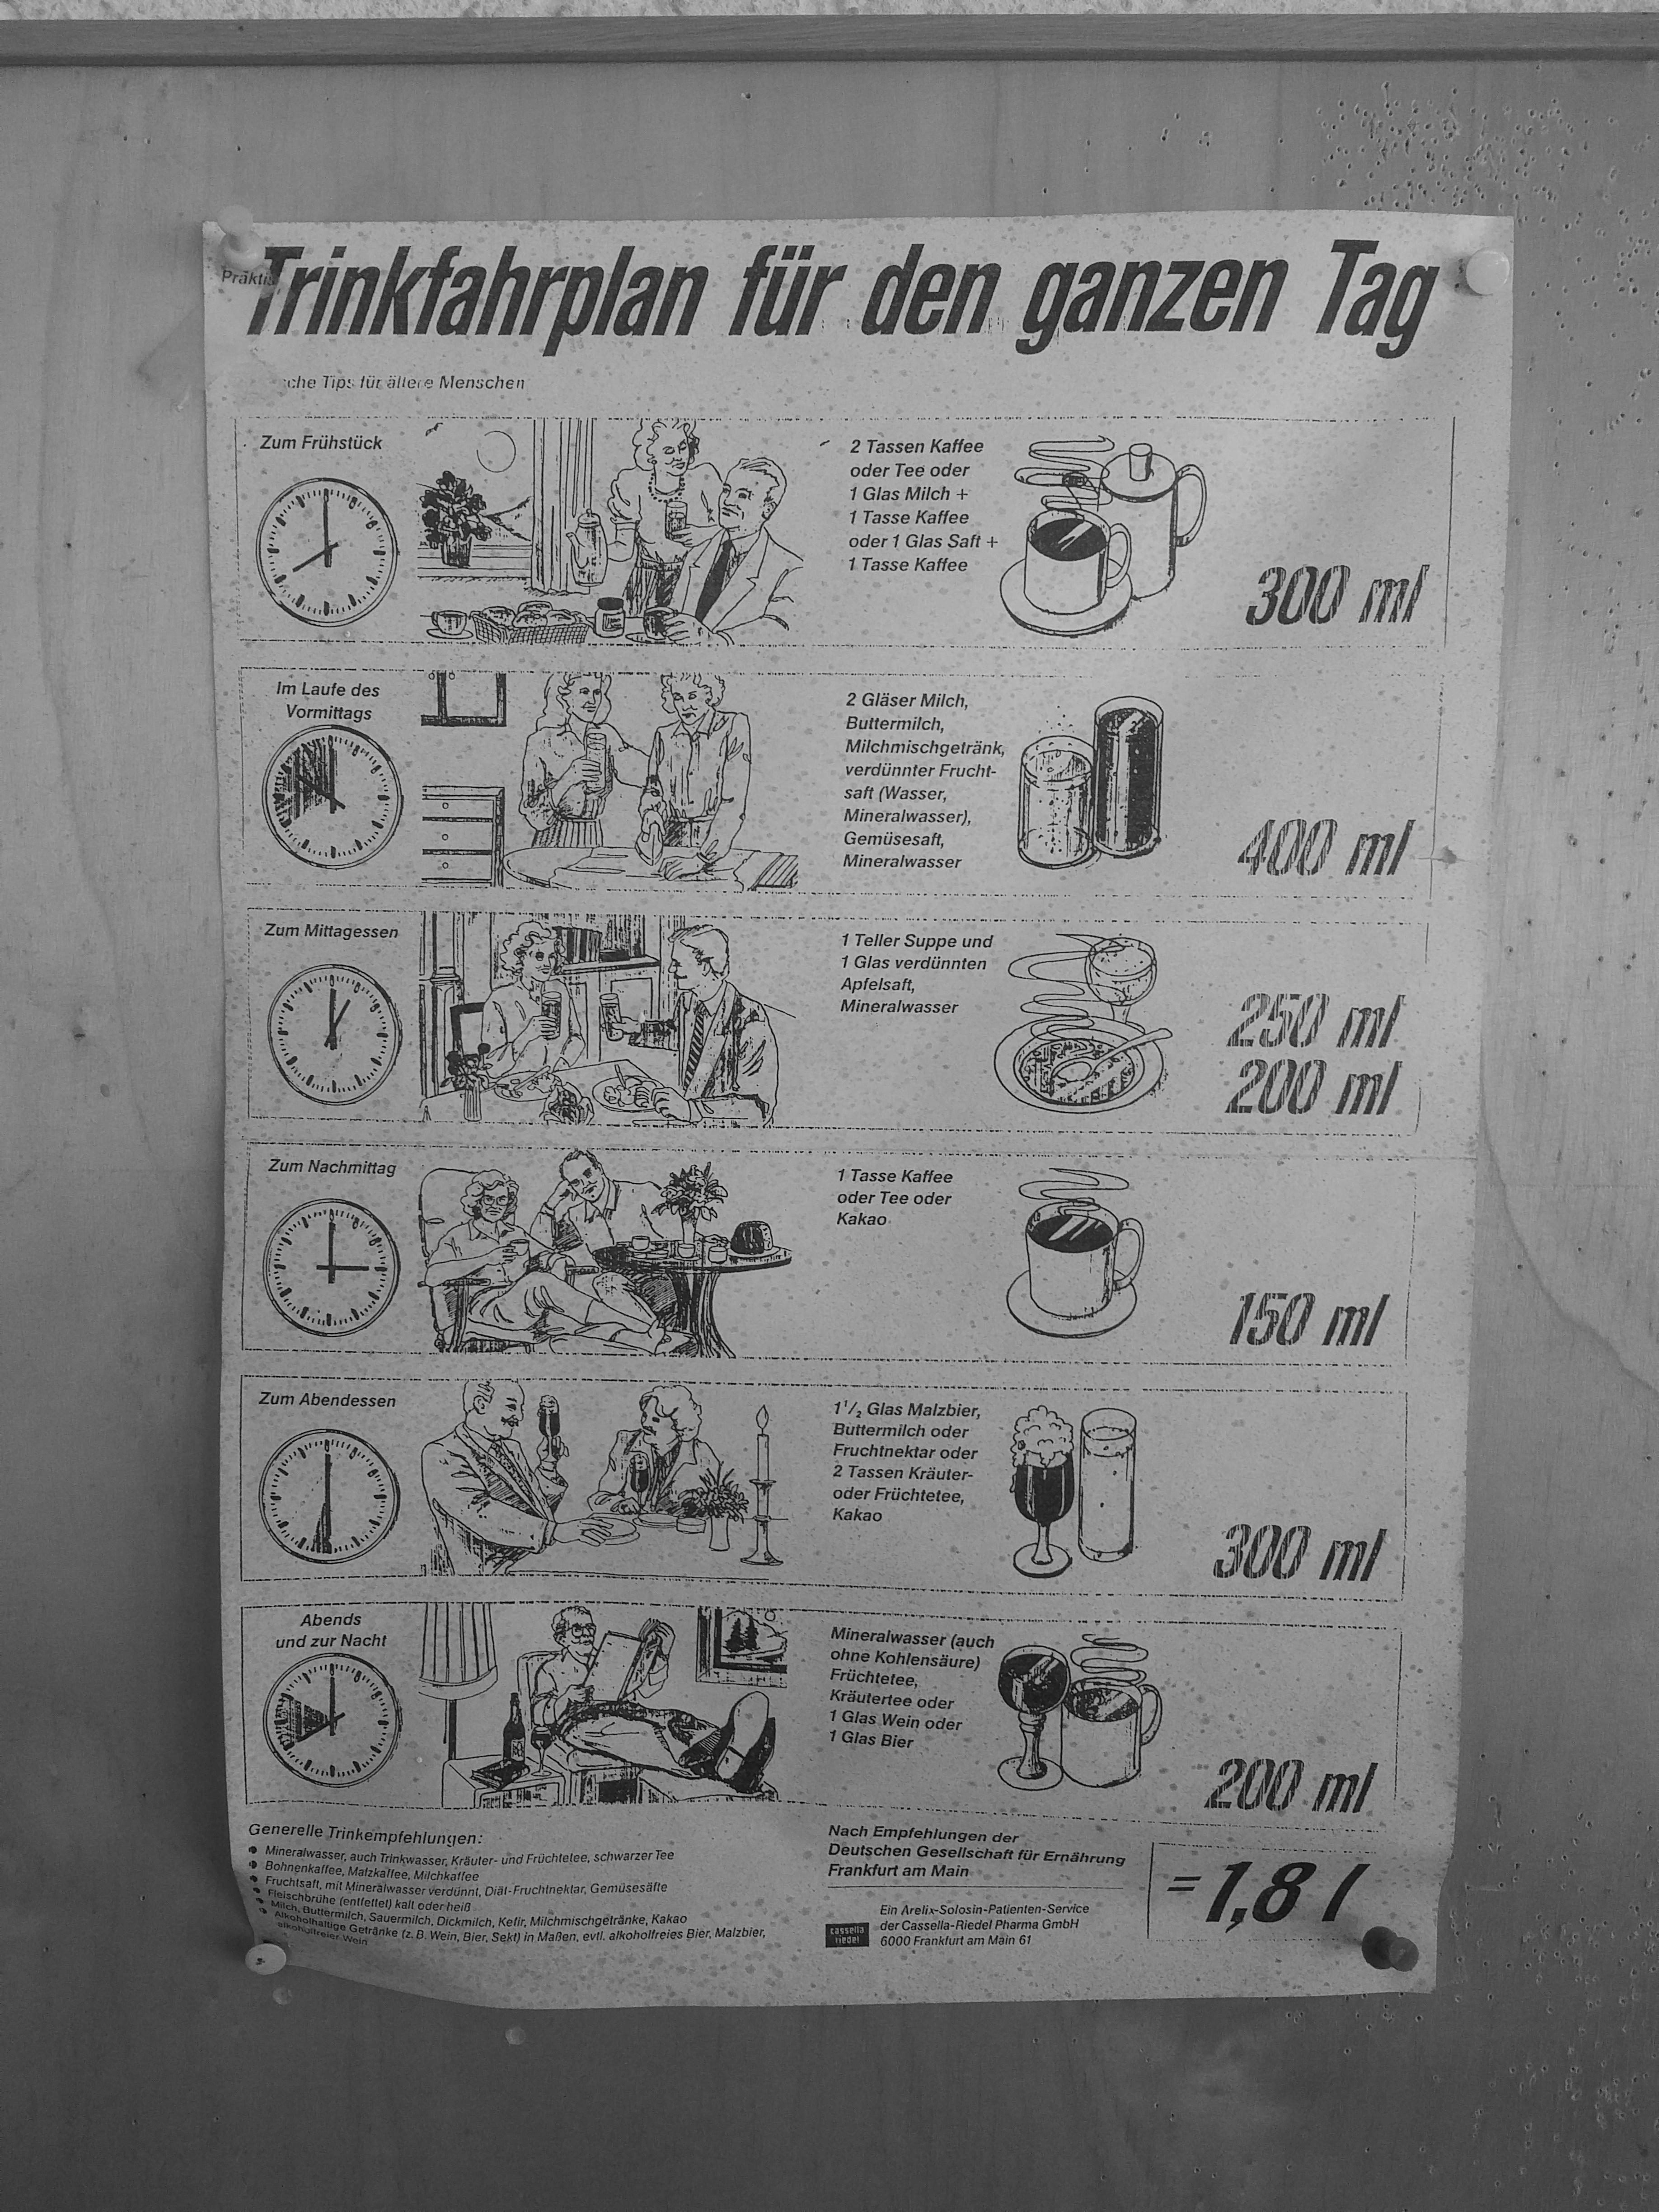 Trinkfahrplan für den ganzen Tag
Prakti
sche Tips für ältere Menschen
Zum Frühstück
2 Tassen Kaffee
oder Tee oder
1 Glas Milch +
1 Tasse Kaffee
oder 1 Glas Saft +
1 Tasse Kaffee
300 ml
Im Laufe des
Vormittags
2 Gläser Milch,
Buttermilch,
Milchmischgetränk,
verdünnter Frucht-
saft (Wasser,
Mineralwasser),
Gemüsesaft,
Mineralwasser
400 ml
Zum Mittagessen
1 Teller Suppe und
1 Glas verdünnten
Apfelsaft,
Mineralwasser
250 ml
200 ml
Zum Nachmittag
1 Tasse Kaffee
oder Tee oder
Kakao
150 ml
Zum Abendessen
1 1/2 Glas Malzbier,
Buttermilch oder
Fruchtnektar oder
2 Tassen Kräuter-
oder Früchtetee,
Kakao
300 ml
Abends
und zur Nacht
Mineralwasser (auch
ohne Kohlensäure)
Früchtetee,
Kräutertee oder
1 Glas Wein oder
1 Glas Bier
200 ml
Generelle Trinkempfehlungen:
● Mineralwasser, auch Trinkwasser, Kräuter- und Früchtetee, schwarzer Tee
● Bohnenkaffee, Malzkaffee, Milchkaffee
● Fruchtsaft, mit Mineralwasser verdünnt, Diät-Fruchtnektar, Gemüsesäfte
● Fleischbrühe (entfettet) kalt oder heiß
● Milch, Buttermilch, Sauermilch, Dickmilch, Kefir, Milchmischgetränke, Kakao
● Alkoholhaltige Getränke (z. B. Wein, Bier, Sekt) in Maßen, evtl. alkoholfreies Bier, Malzbier,
alkoholfreier Wein
Nach Empfehlungen der
Deutschen Gesellschaft für Ernährung
Frankfurt am Main
cassella
riedel
Ein Arelix-Solosin-Patienten-Service
der Cassella-Riedel Pharma GmbH
6000 Frankfurt am Main 61
= 1,8 l